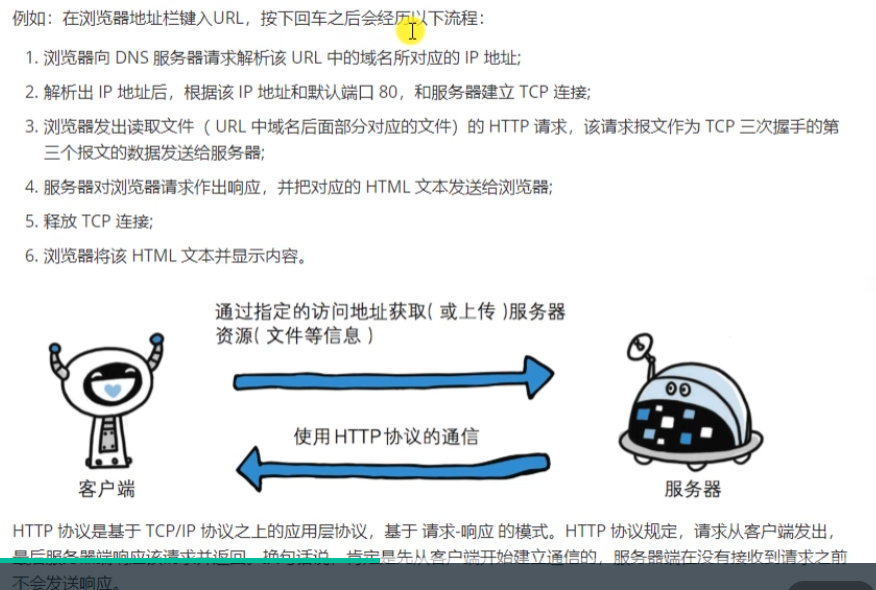 例如：在浏览器地址栏键入URL，按下回车之后会经历以下流程：
1. 浏览器向 DNS 服务器请求解析该 URL 中的域名所对应的 IP 地址;
2. 解析出 IP 地址后，根据该 IP 地址和默认端口 80，和服务器建立 TCP 连接;
3. 浏览器发出读取文件（ URL 中域名后面部分对应的文件）的 HTTP 请求，该请求报文作为 TCP 三次握手的第
三个报文的数据发送给服务器;
4. 服务器对浏览器请求作出响应，并把对应的 HTML 文本发送给浏览器;
5. 释放 TCP 连接;
6. 浏览器将该 HTML 文本并显示内容。
通过指定的访问地址获取( 或上传 )服务器
资源( 文件等信息 )
使用HTTP协议的通信
客户端
服务器
HTTP 协议是基于 TCP/IP 协议之上的应用层协议，基于 请求-响应 的模式。HTTP 协议规定，请求从客户端发出，
最后服务器端响应该请求并返回。换句话说，肯定是先从客户端开始建立通信的，服务器端在没有接收到请求之前
不会发送响应。